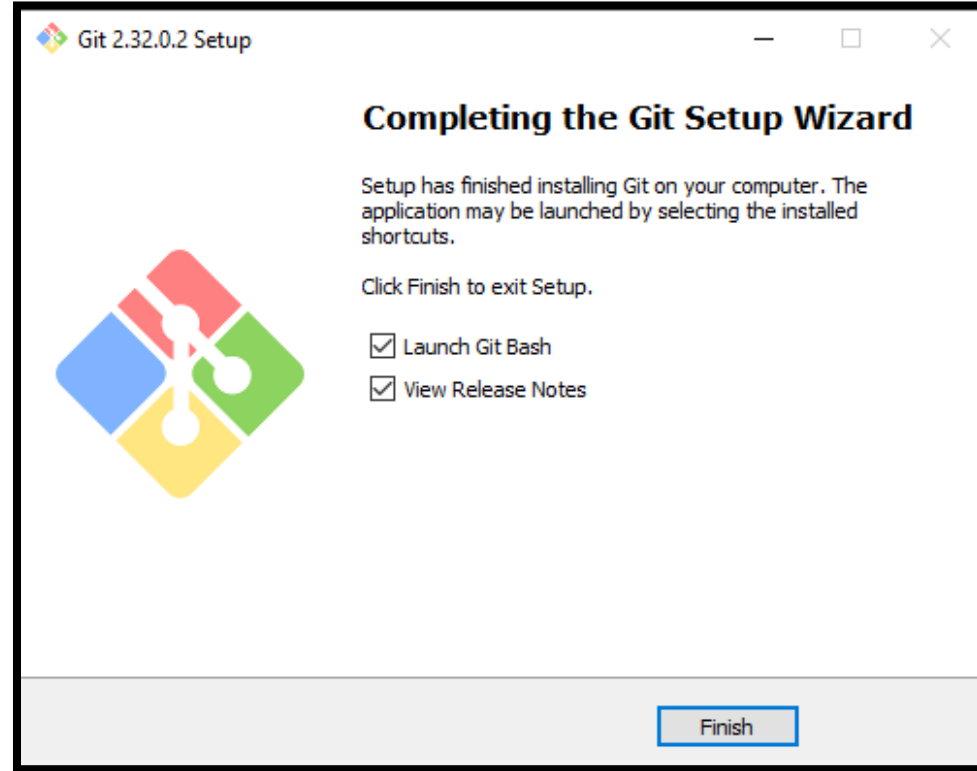 Git 2.32.0.2 Setup
Completing the Git Setup Wizard
Setup has finished installing Git on your computer. The
application may be launched by selecting the installed
shortcuts.
Click Finish to exit Setup.
Launch Git Bash
View Release Notes
Finish